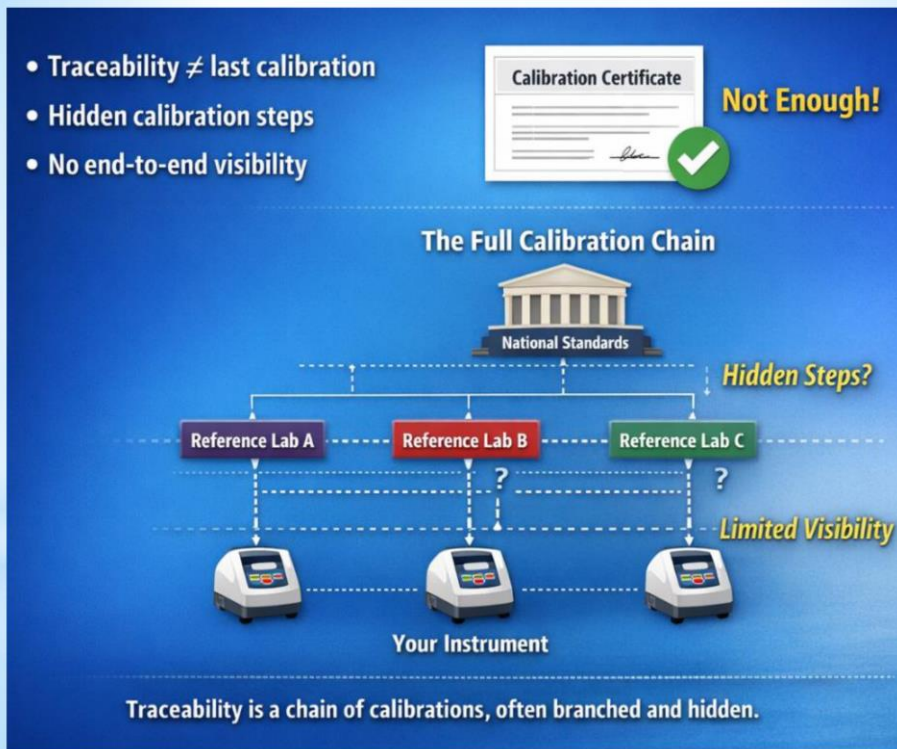 • Traceability ≠ last calibration
• Hidden calibration steps
• No end-to-end visibility
Calibration Certificate
Not Enough!
The Full Calibration Chain
National Standards
Hidden Steps?
Reference Lab A
Reference Lab B
Reference Lab C
?
?
Limited Visibility
Your Instrument
Traceability is a chain of calibrations, often branched and hidden.